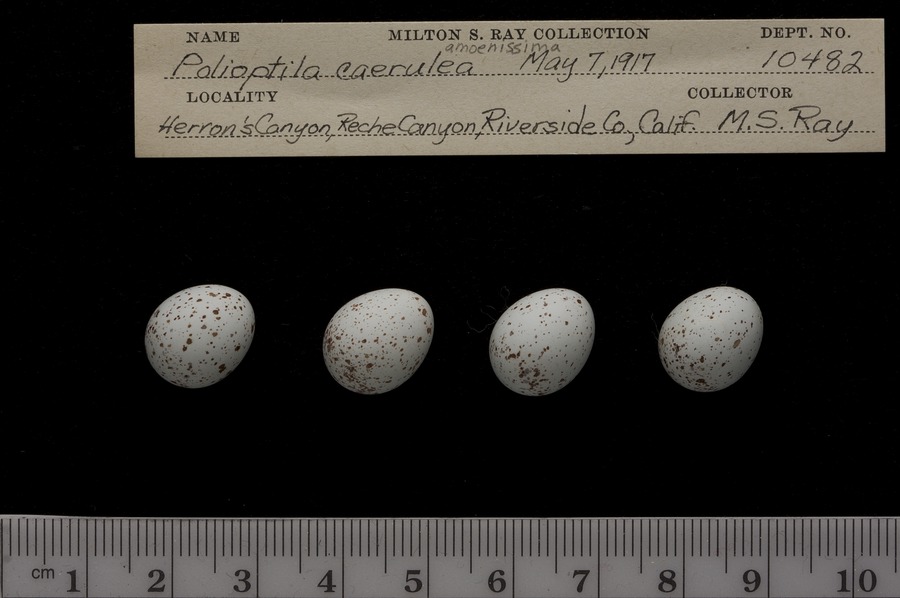 NAME MILTON S. RAY COLLECTION DEPT. NO.
amoenissima
Polioptila caerulea May 7, 1917 10482
LOCALITY COLLECTOR
Herron's Canyon, Reche Canyon, Riverside Co., Calif. M.S. Ray
cm 1 2 3 4 5 6 7 8 9 10